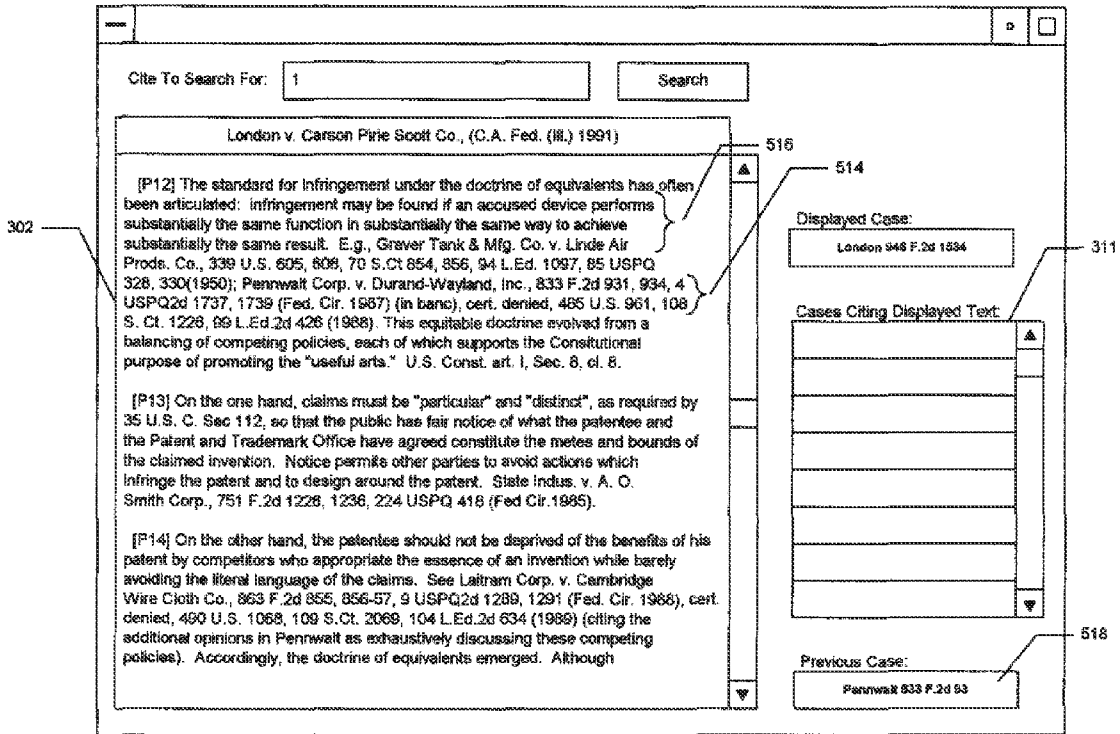 Cite To Search For:
1
Search
London v. Carson Pirie Scott Co., (C.A. Fed. (Ill.) 1991)
516
514
302
[P12] The standard for infringement under the doctrine of equivalents has often
been articulated: infringement may be found if an accused device performs
substantially the same function in substantially the same way to achieve
substantially the same result. E.g., Graver Tank & Mfg. Co. v. Linde Air
Prods. Co., 339 U.S. 605, 608, 70 S.Ct 854, 856, 94 L.Ed. 1097, 85 USPQ
328, 330(1950); Pennwalt Corp. v. Durand-Wayland, Inc., 833 F.2d 931, 934, 4
USPQ2d 1737, 1739 (Fed. Cir. 1987) (in banc), cert. denied, 485 U.S. 961, 108
S. Ct. 1226, 99 L.Ed.2d 426 (1988). This equitable doctrine evolved from a
balancing of competing policies, each of which supports the Consitutional
purpose of promoting the "useful arts." U.S. Const. art. I, Sec. 8, cl. 8.
[P13] On the one hand, claims must be "particular" and "distinct", as required by
35 U.S. C. Sec 112, so that the public has fair notice of what the patentee and
the Patent and Trademark Office have agreed constitute the metes and bounds of
the claimed invention. Notice permits other parties to avoid actions which
infringe the patent and to design around the patent. State Indus. v. A. O.
Smith Corp., 751 F.2d 1226, 1236, 224 USPQ 418 (Fed Cir.1985).
[P14] On the other hand, the patentee should not be deprived of the benefits of his
patent by competitors who appropriate the essence of an invention while barely
avoiding the literal language of the claims. See Laitram Corp. v. Cambridge
Wire Cloth Co., 863 F.2d 855, 856-57, 9 USPQ2d 1289, 1291 (Fed. Cir. 1988), cert.
denied, 490 U.S. 1068, 109 S.Ct. 2069, 104 L.Ed.2d 634 (1989) (citing the
additional opinions in Pennwalt as exhaustively discussing these competing
policies). Accordingly, the doctrine of equivalents emerged. Although
Displayed Case:
London 946 F.2d 1534
311
Cases Citing Displayed Text:
518
Previous Case:
Pennwalt 833 F.2d 93